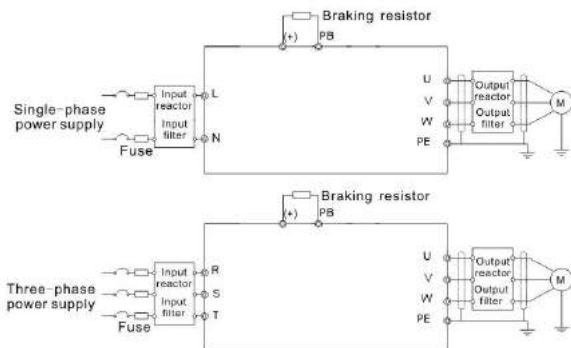 Braking resistor
(+) PB
Single-phase
power supply
Fuse
Input
reactor
Input
filter
L
N
U
V
W
PE
Output
reactor
Output
filter
M
Braking resistor
(+) PB
Three-phase
power supply
Fuse
Input
reactor
Input
filter
R
S
T
U
V
W
PE
Output
reactor
Output
filter
M